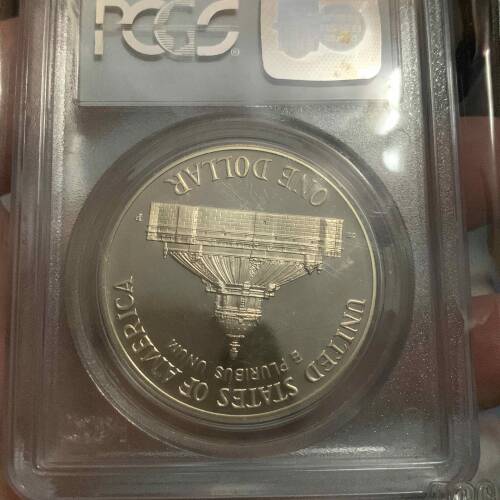 PCGS
UNITED STATES OF AMERICA
E PLURIBUS UNUM
ONE DOLLAR
P